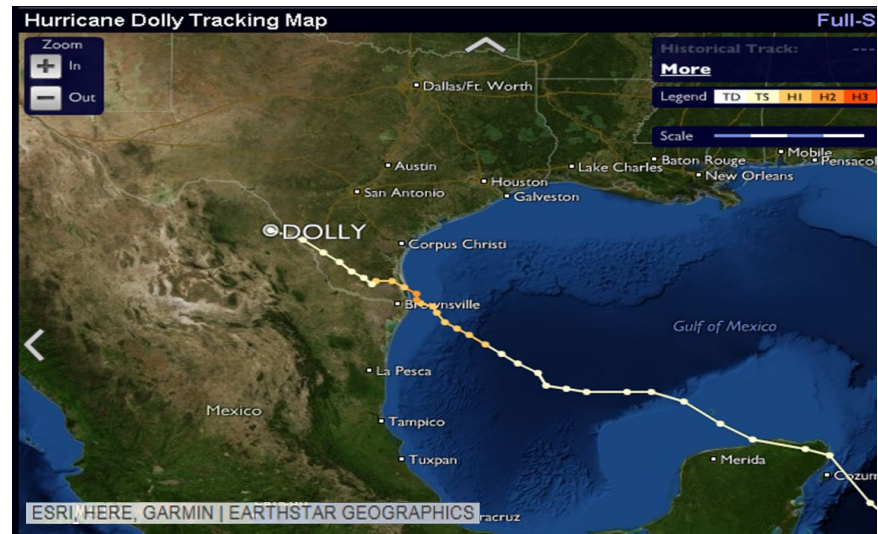 Hurricane Dolly Tracking Map
Full-S
Zoom
In
Out
Historical Track:
More
Legend TD TS H1 H2 H3
Scale
Dallas/Ft. Worth
Austin
San Antonio
Houston
Galveston
Lake Charles
Baton Rouge
New Orleans
Mobile
Pensacol
DOLLY
Corpus Christi
Brownsville
Gulf of Mexico
La Pesca
Mexico
Tampico
Tuxpan
Merida
Cozum
racruz
ESRI, HERE, GARMIN | EARTHSTAR GEOGRAPHICS